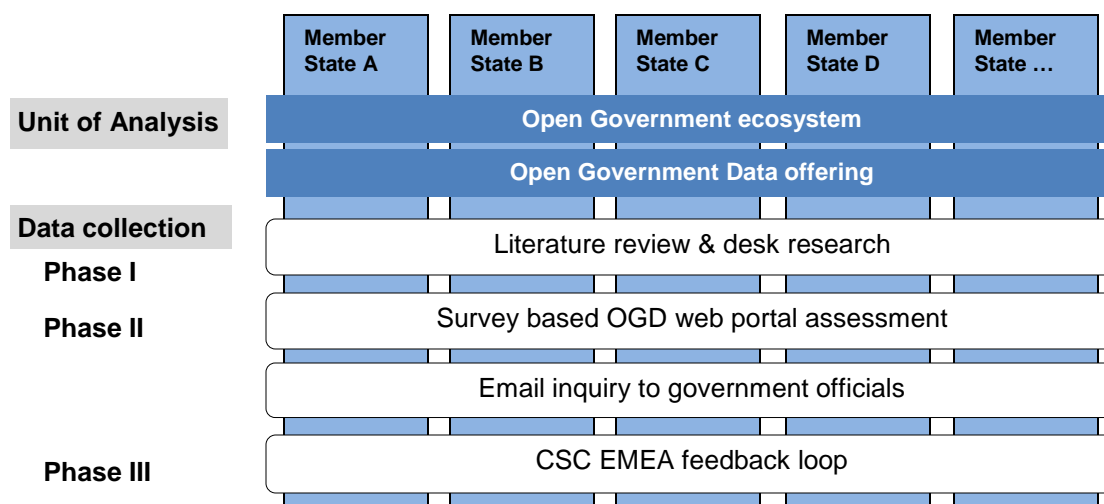 Member
State A
Member
State B
Member
State C
Member
State D
Member
State …
Unit of Analysis
Open Government ecosystem
Open Government Data offering
Data collection
Literature review & desk research
Phase I
Survey based OGD web portal assessment
Phase II
Email inquiry to government officials
CSC EMEA feedback loop
Phase III